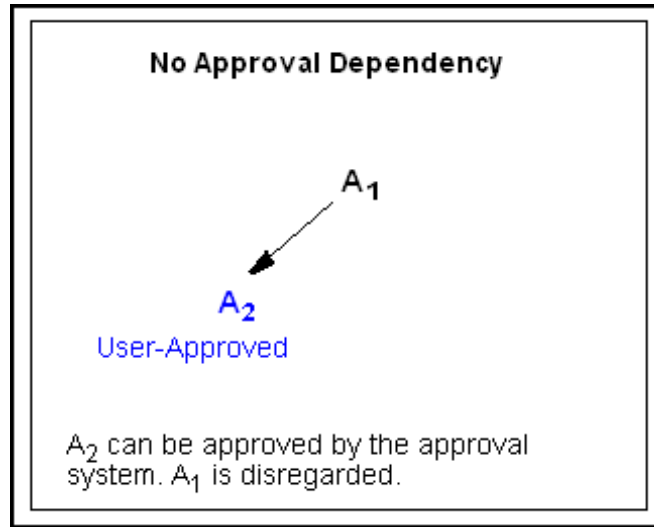 No Approval Dependency
A₁
A₂
User-Approved
A₂ can be approved by the approval
system. A₁ is disregarded.